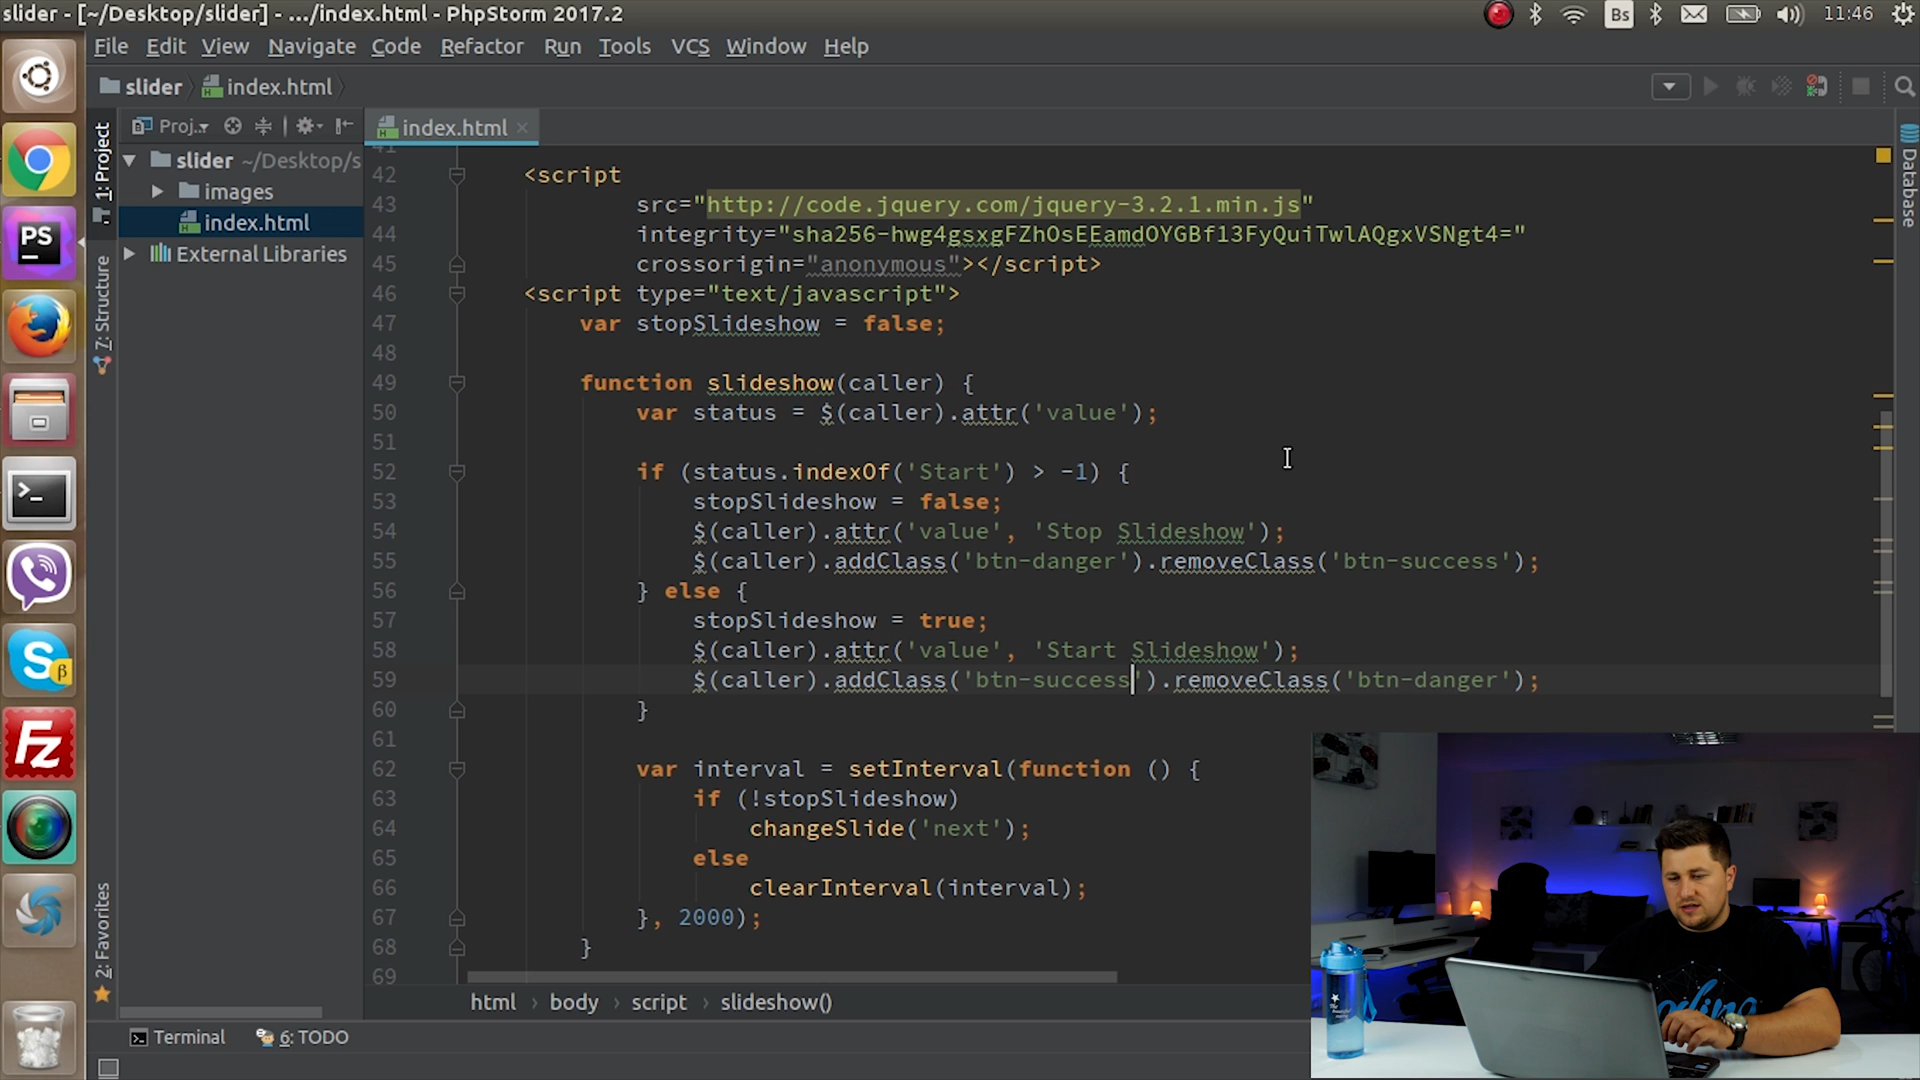 slider - [~/Desktop/slider] - .../index.html - PhpStorm 2017.2
Bs
11:46
File Edit View Navigate Code Refactor Run Tools VCS Window Help
slider index.html
Proj..
index.html
1: Project
7: Structure
2: Favorites
Database
slider ~/Desktop/s
images
index.html
External Libraries
PS
41
42 <script
43 src="http://code.jquery.com/jquery-3.2.1.min.js"
44 integrity="sha256-hwg4gsxgFZhOsEEamdOYGBf13FyQuiTwlAQgxVSNgt4="
45 crossorigin="anonymous"></script>
46 <script type="text/javascript">
47 var stopSlideshow = false;
48
49 function slideshow(caller) {
50 var status = $(caller).attr('value');
51
52 if (status.indexOf('Start') > -1) {
53 stopSlideshow = false;
54 $(caller).attr('value', 'Stop Slideshow');
55 $(caller).addClass('btn-danger').removeClass('btn-success');
56 } else {
57 stopSlideshow = true;
58 $(caller).attr('value', 'Start Slideshow');
59 $(caller).addClass('btn-success').removeClass('btn-danger');
60 }
61
62 var interval = setInterval(function () {
63 if (!stopSlideshow)
64 changeSlide('next');
65 else
66 clearInterval(interval);
67 }, 2000);
68 }
69
html body script slideshow()
Terminal 6: TODO
S β
Fz